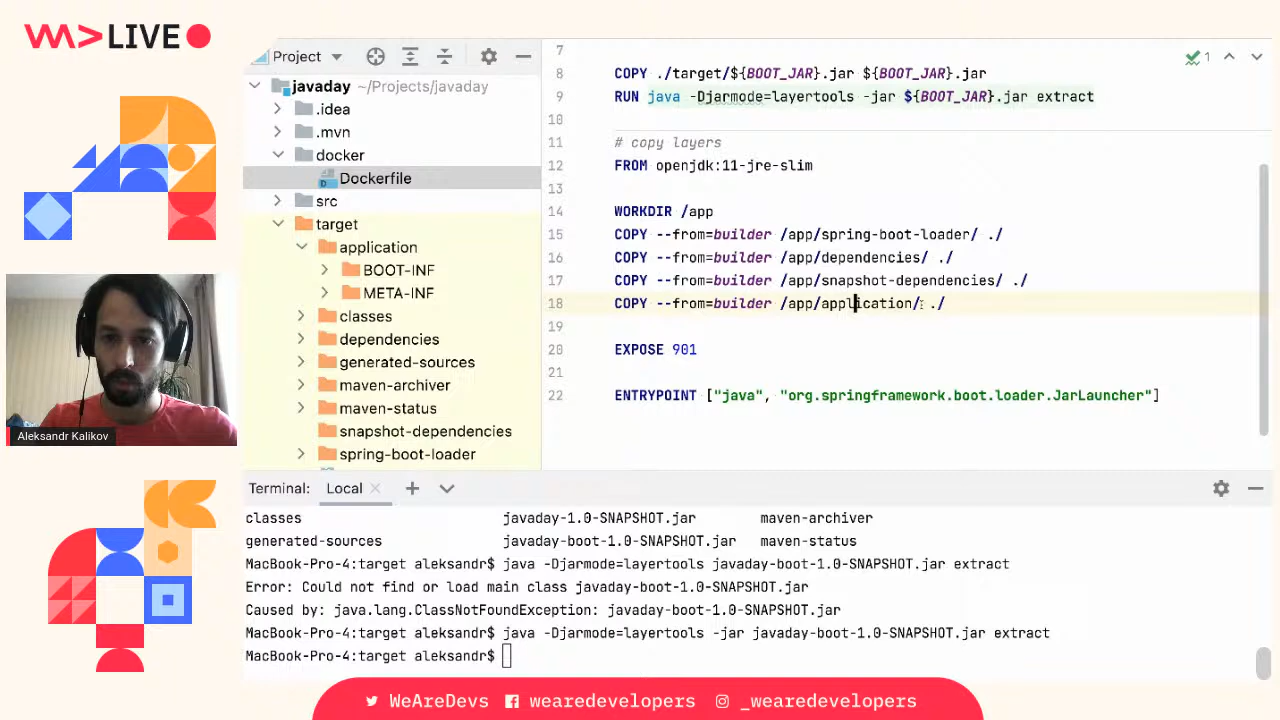 WA>LIVE
Aleksandr Kalikov
Project
javaday ~/Projects/javaday
.idea
.mvn
docker
Dockerfile
src
target
application
BOOT-INF
META-INF
classes
dependencies
generated-sources
maven-archiver
maven-status
snapshot-dependencies
spring-boot-loader
1
7
8 COPY ./target/${BOOT_JAR}.jar ${BOOT_JAR}.jar
9 RUN java -Djarmode=layertools -jar ${BOOT_JAR}.jar extract
10
11 # copy layers
12 FROM openjdk:11-jre-slim
13
14 WORKDIR /app
15 COPY --from=builder /app/spring-boot-loader/ ./
16 COPY --from=builder /app/dependencies/ ./
17 COPY --from=builder /app/snapshot-dependencies/ ./
18 COPY --from=builder /app/application/ ./
19
20 EXPOSE 901
21
22 ENTRYPOINT ["java", "org.springframework.boot.loader.JarLauncher"]
Terminal: Local
classes javaday-1.0-SNAPSHOT.jar maven-archiver
generated-sources javaday-boot-1.0-SNAPSHOT.jar maven-status
MacBook-Pro-4:target aleksandr$ java -Djarmode=layertools javaday-boot-1.0-SNAPSHOT.jar extract
Error: Could not find or load main class javaday-boot-1.0-SNAPSHOT.jar
Caused by: java.lang.ClassNotFoundException: javaday-boot-1.0-SNAPSHOT.jar
MacBook-Pro-4:target aleksandr$ java -Djarmode=layertools -jar javaday-boot-1.0-SNAPSHOT.jar extract
MacBook-Pro-4:target aleksandr$
WeAreDevs wearedevelopers _wearedevelopers